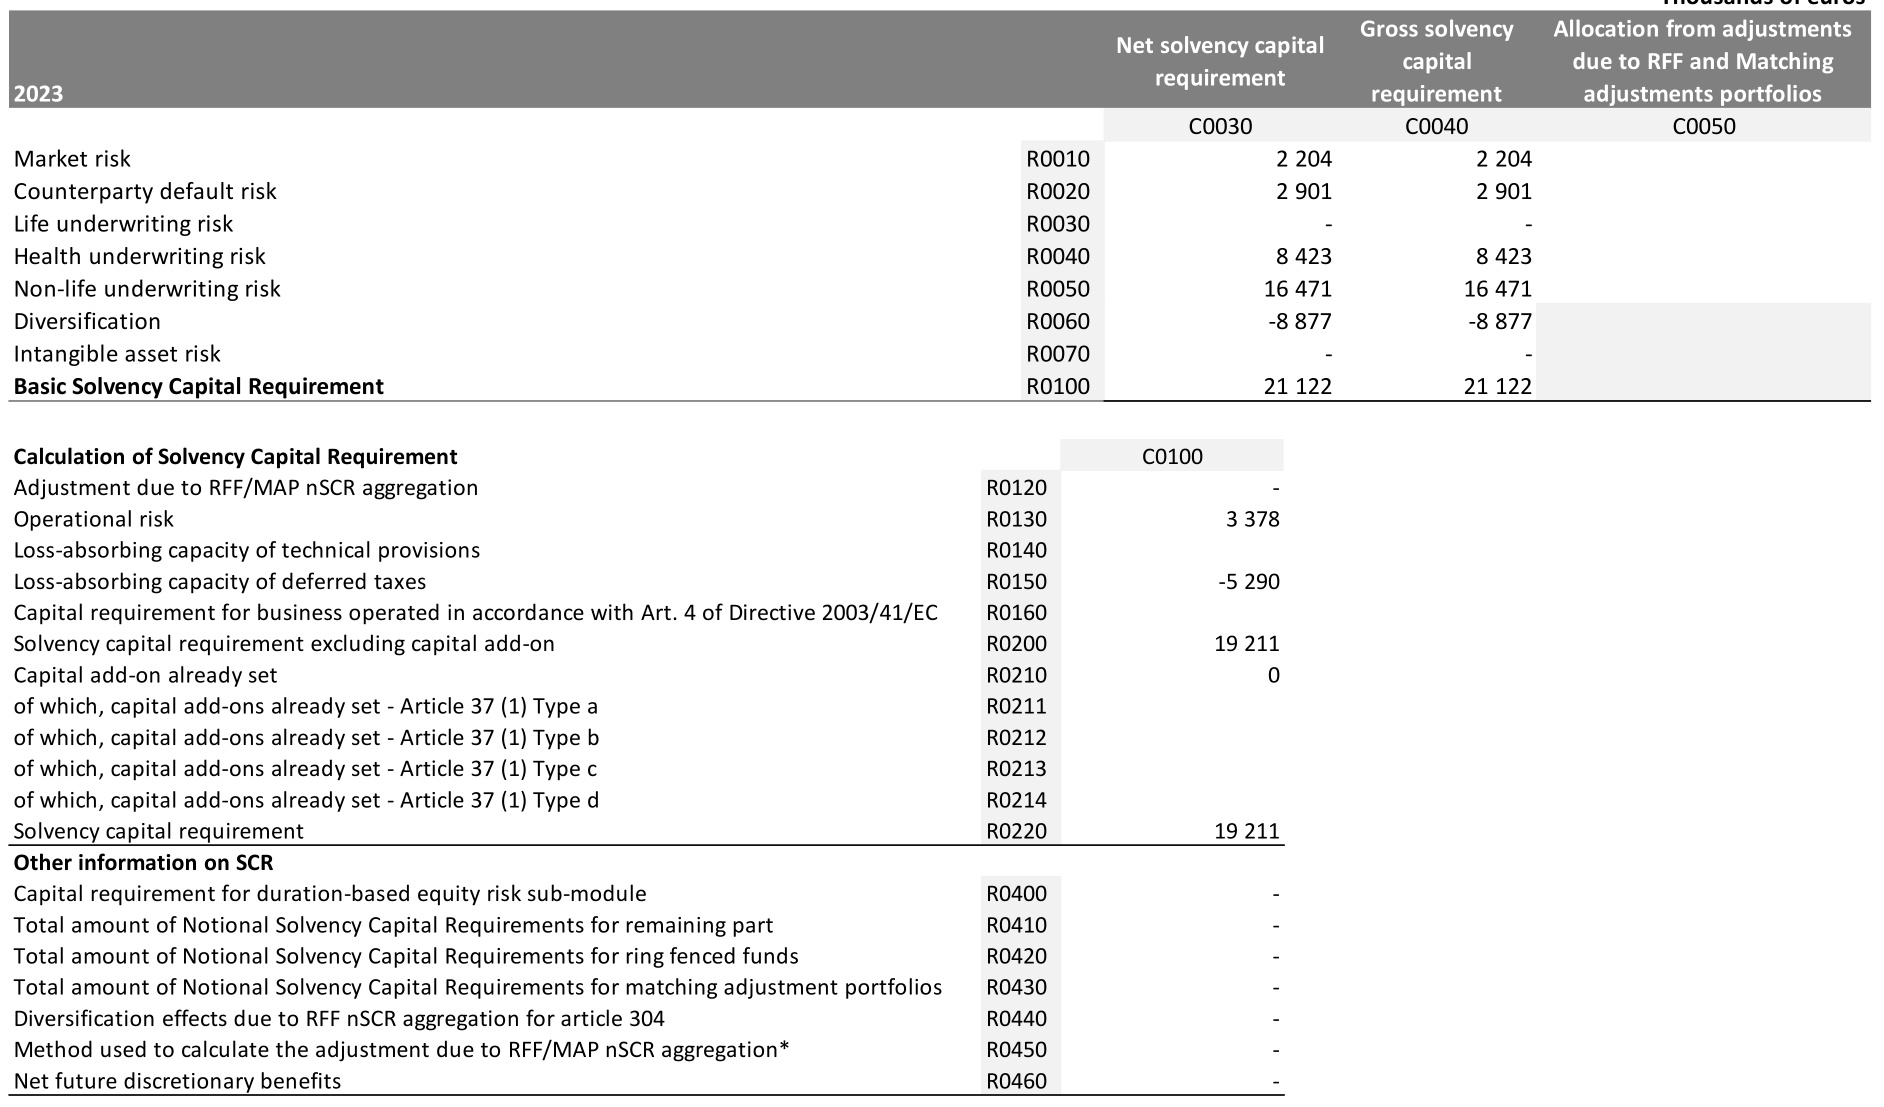 Thousands of euros
2023 Net solvency capital requirement Gross solvency capital requirement Allocation from adjustments due to RFF and Matching adjustments portfolios
C0030 C0040 C0050
Market risk R0010 2 204 2 204
Counterparty default risk R0020 2 901 2 901
Life underwriting risk R0030 - -
Health underwriting risk R0040 8 423 8 423
Non-life underwriting risk R0050 16 471 16 471
Diversification R0060 -8 877 -8 877
Intangible asset risk R0070 - -
Basic Solvency Capital Requirement R0100 21 122 21 122
Calculation of Solvency Capital Requirement C0100
Adjustment due to RFF/MAP nSCR aggregation R0120 -
Operational risk R0130 3 378
Loss-absorbing capacity of technical provisions R0140
Loss-absorbing capacity of deferred taxes R0150 -5 290
Capital requirement for business operated in accordance with Art. 4 of Directive 2003/41/EC R0160
Solvency capital requirement excluding capital add-on R0200 19 211
Capital add-on already set R0210 0
of which, capital add-ons already set - Article 37 (1) Type a R0211
of which, capital add-ons already set - Article 37 (1) Type b R0212
of which, capital add-ons already set - Article 37 (1) Type c R0213
of which, capital add-ons already set - Article 37 (1) Type d R0214
Solvency capital requirement R0220 19 211
Other information on SCR
Capital requirement for duration-based equity risk sub-module R0400 -
Total amount of Notional Solvency Capital Requirements for remaining part R0410 -
Total amount of Notional Solvency Capital Requirements for ring fenced funds R0420 -
Total amount of Notional Solvency Capital Requirements for matching adjustment portfolios R0430 -
Diversification effects due to RFF nSCR aggregation for article 304 R0440 -
Method used to calculate the adjustment due to RFF/MAP nSCR aggregation* R0450 -
Net future discretionary benefits R0460 -